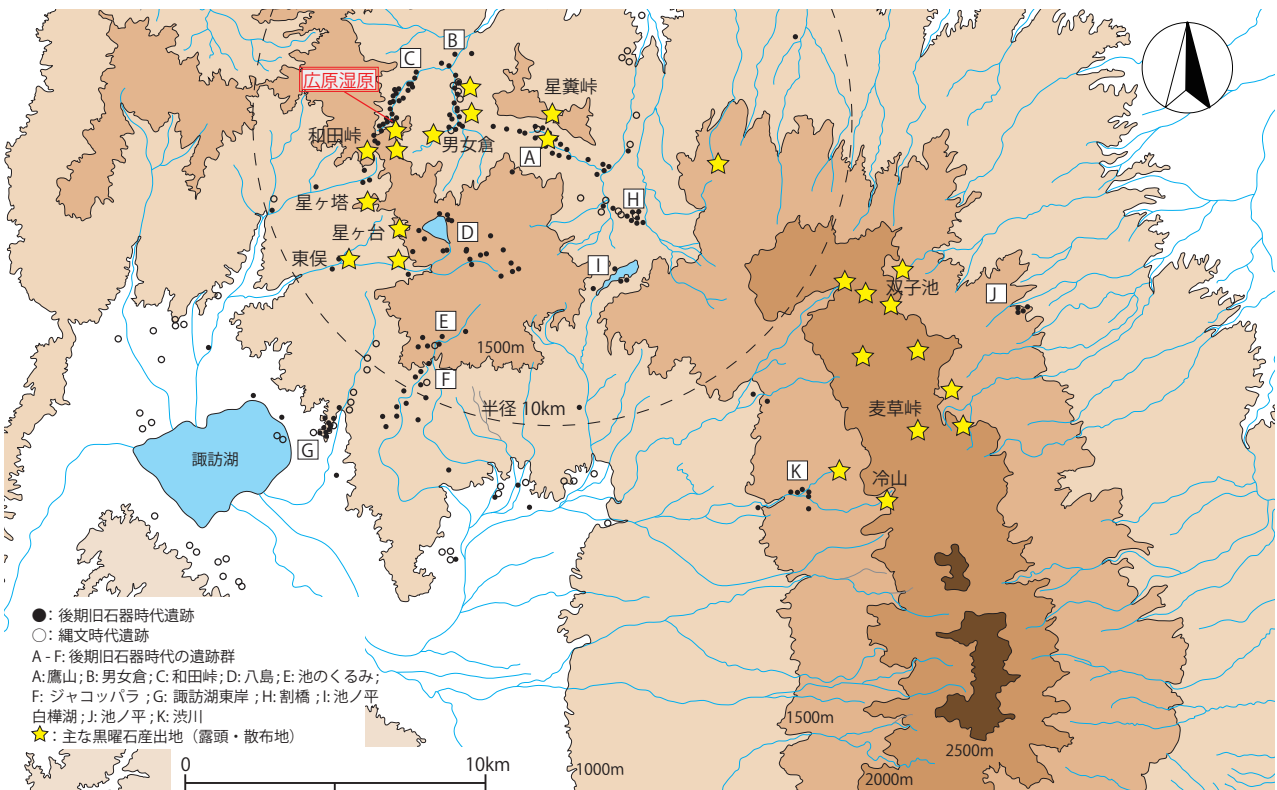 B
C
広原湿原
星糞峠
和田峠
男女倉
A
H
星ヶ塔
星ヶ台
D
東俣
I
双子池
J
E
1500m
F
半径 10km
麦草峠
G
諏訪湖
K
冷山
●: 後期旧石器時代遺跡
○: 縄文時代遺跡
A - F: 後期旧石器時代の遺跡群
A: 鷹山; B: 男女倉; C: 和田峠; D: 八島; E: 池のくるみ;
F: ジャコッパラ ; G: 諏訪湖東岸 ; H: 割橋 ; I: 池ノ平
白樺湖 ; J: 池ノ平 ; K: 渋川
: 主な黒曜石産出地（露頭・散布地）
0
10km
1000m
1500m
2000m
2500m